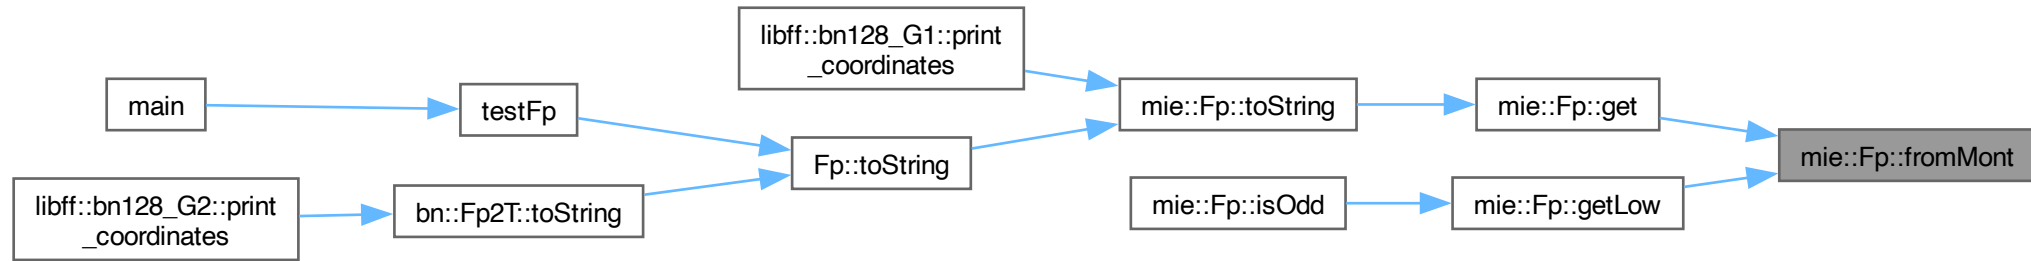 libff::bn128_G1::print
_coordinates
main
testFp
mie::Fp::toString
mie::Fp::get
Fp::toString
mie::Fp::fromMont
libff::bn128_G2::print
_coordinates
bn::Fp2T::toString
mie::Fp::isOdd
mie::Fp::getLow